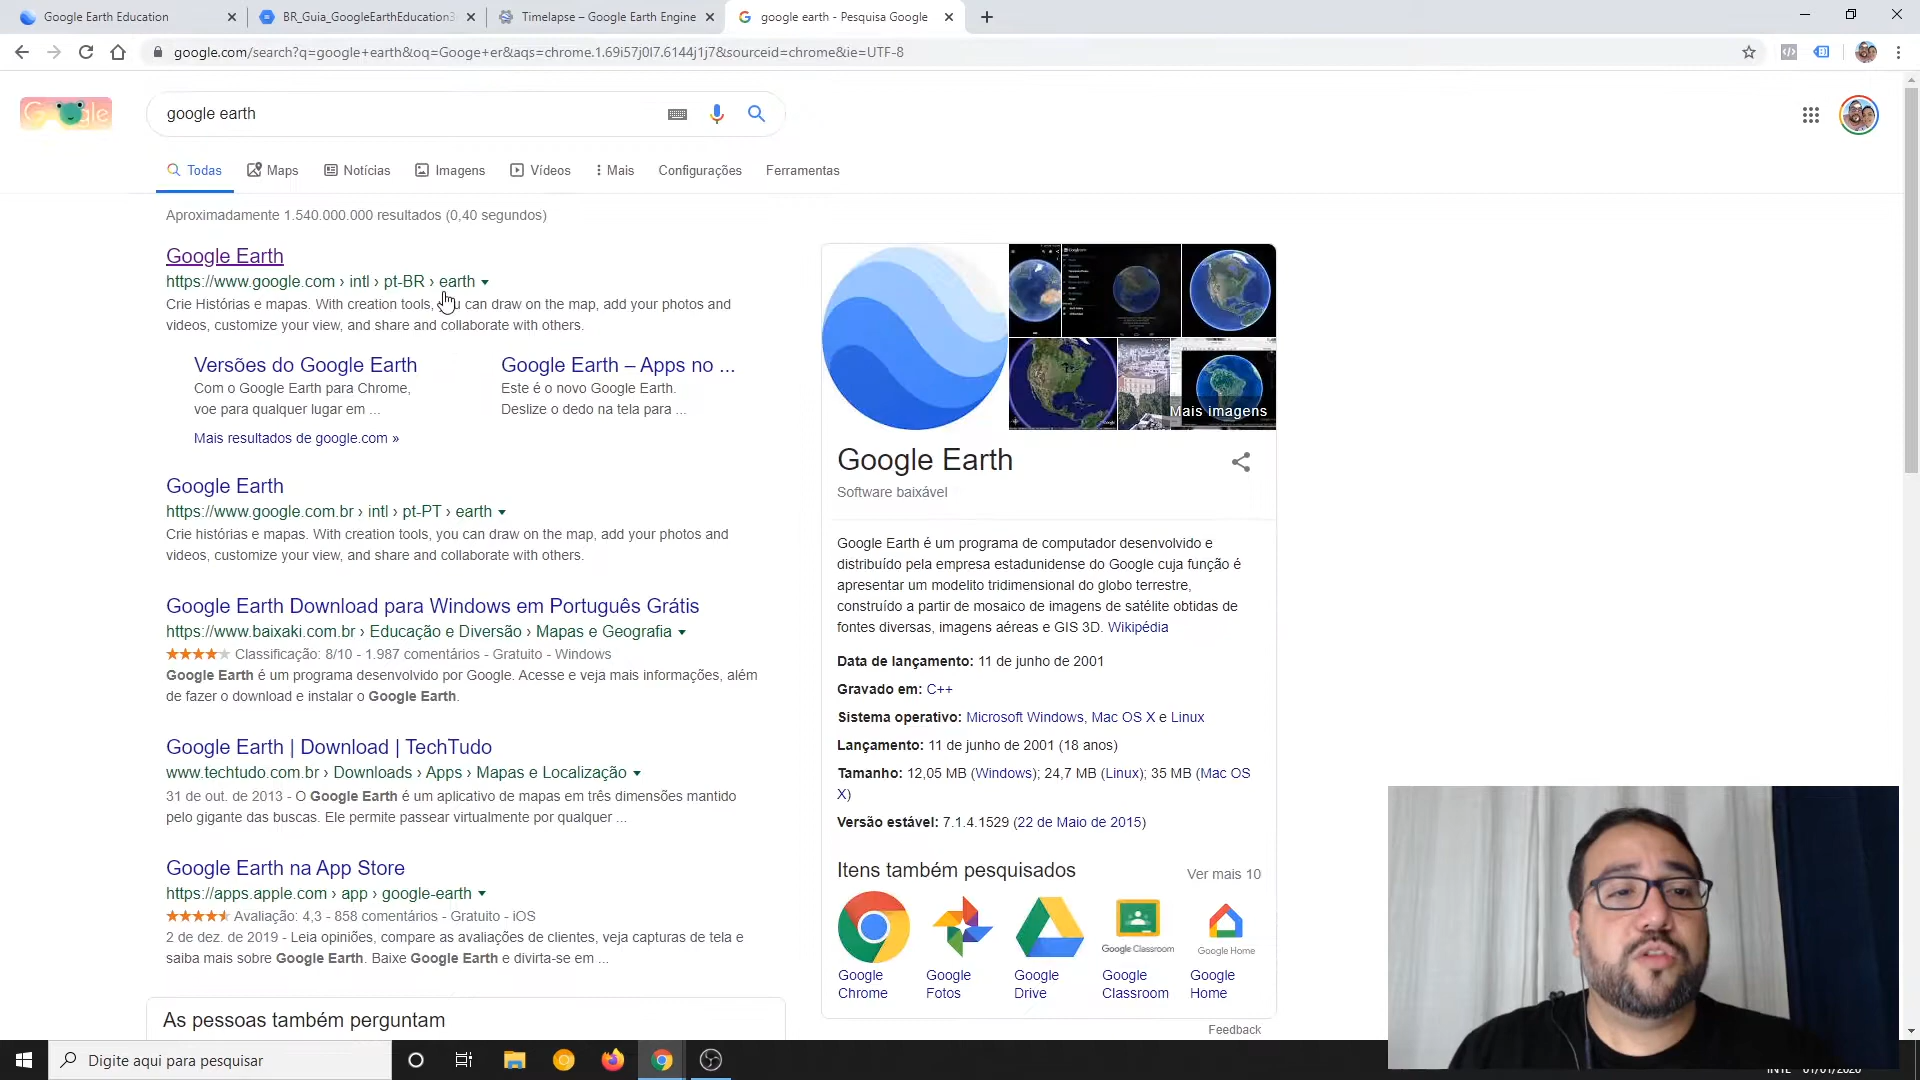 Google Earth Education
BR_Guia_GoogleEarthEducation3
Timelapse – Google Earth Engine
google earth - Pesquisa Google
google.com/search?q=google+earth&oq=Googe+er&aqs=chrome.1.69i57j0l7.6144j1j7&sourceid=chrome&ie=UTF-8
google earth
Todas
Maps
Notícias
Imagens
Vídeos
Mais
Configurações
Ferramentas
Aproximadamente 1.540.000.000 resultados (0,40 segundos)
Google Earth
https://www.google.com › intl › pt-BR › earth
Crie Histórias e mapas. With creation tools, can draw on the map, add your photos and
videos, customize your view, and share and collaborate with others.
Versões do Google Earth
Com o Google Earth para Chrome,
voe para qualquer lugar em ...
Google Earth – Apps no ...
Este é o novo Google Earth.
Deslize o dedo na tela para ...
Mais resultados de google.com »
Google Earth
https://www.google.com.br › intl › pt-PT › earth
Crie histórias e mapas. With creation tools, you can draw on the map, add your photos and
videos, customize your view, and share and collaborate with others.
Google Earth Download para Windows em Português Grátis
https://www.baixaki.com.br › Educação e Diversão › Mapas e Geografia
Classificação: 8/10 - 1.987 comentários - Gratuito - Windows
Google Earth é um programa desenvolvido por Google. Acesse e veja mais informações, além
de fazer o download e instalar o Google Earth.
Google Earth | Download | TechTudo
www.techtudo.com.br › Downloads › Apps › Mapas e Localização
31 de out. de 2013 - O Google Earth é um aplicativo de mapas em três dimensões mantido
pelo gigante das buscas. Ele permite passear virtualmente por qualquer ...
Google Earth na App Store
https://apps.apple.com › app › google-earth
Avaliação: 4,3 - 858 comentários - Gratuito - iOS
2 de dez. de 2019 - Leia opiniões, compare as avaliações de clientes, veja capturas de tela e
saiba mais sobre Google Earth. Baixe Google Earth e divirta-se em ...
As pessoas também perguntam
Mais imagens
Google Earth
Software baixável
Google Earth é um programa de computador desenvolvido e
distribuído pela empresa estadunidense do Google cuja função é
apresentar um modelito tridimensional do globo terrestre,
construído a partir de mosaico de imagens de satélite obtidas de
fontes diversas, imagens aéreas e GIS 3D. Wikipédia
Data de lançamento: 11 de junho de 2001
Gravado em: C++
Sistema operativo: Microsoft Windows, Mac OS X e Linux
Lançamento: 11 de junho de 2001 (18 anos)
Tamanho: 12,05 MB (Windows); 24,7 MB (Linux); 35 MB (Mac OS
X)
Versão estável: 7.1.4.1529 (22 de Maio de 2015)
Itens também pesquisados
Ver mais 10
Google Classroom
Google Home
Google
Chrome
Google
Fotos
Google
Drive
Google
Classroom
Google
Home
Feedback
Digite aqui para pesquisar